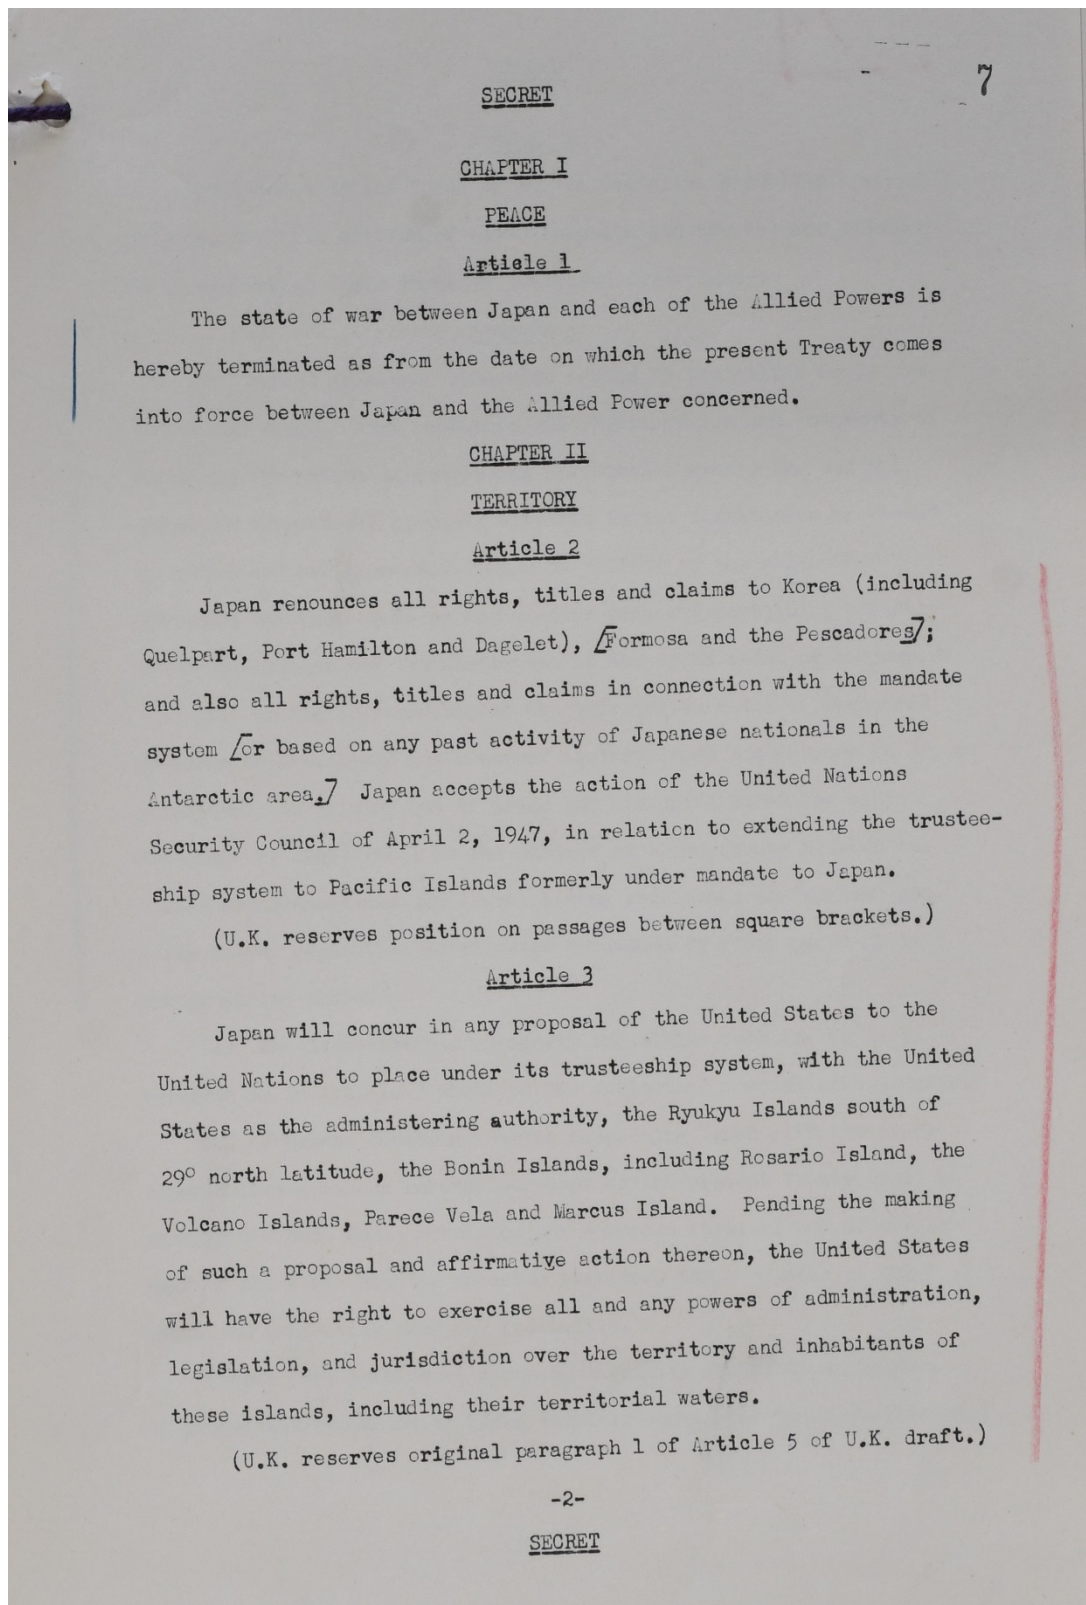 7
SECRET
CHAPTER I
PEACE
Article 1
The state of war between Japan and each of the Allied Powers is
hereby terminated as from the date on which the present Treaty comes
into force between Japan and the Allied Power concerned.
CHAPTER II
TERRITORY
Article 2
Japan renounces all rights, titles and claims to Korea (including
Quelpart, Port Hamilton and Dagelet), [Formosa and the Pescadores];
and also all rights, titles and claims in connection with the mandate
system [or based on any past activity of Japanese nationals in the
Antarctic area.] Japan accepts the action of the United Nations
Security Council of April 2, 1947, in relation to extending the trustee-
ship system to Pacific Islands formerly under mandate to Japan.
(U.K. reserves position on passages between square brackets.)
Article 3
Japan will concur in any proposal of the United States to the
United Nations to place under its trusteeship system, with the United
States as the administering authority, the Ryukyu Islands south of
29° north latitude, the Bonin Islands, including Rosario Island, the
Volcano Islands, Parece Vela and Marcus Island. Pending the making
of such a proposal and affirmative action thereon, the United States
will have the right to exercise all and any powers of administration,
legislation, and jurisdiction over the territory and inhabitants of
these islands, including their territorial waters.
(U.K. reserves original paragraph 1 of Article 5 of U.K. draft.)
-2-
SECRET